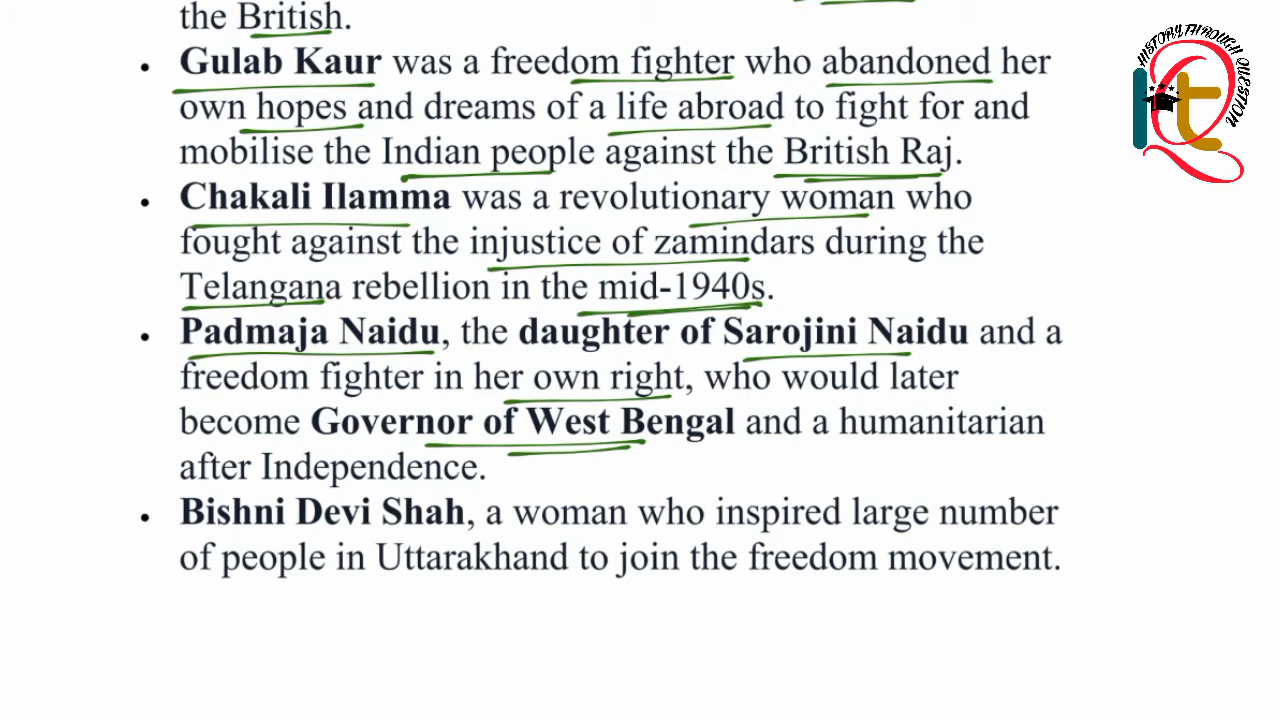 the British.
• Gulab Kaur was a freedom fighter who abandoned her
own hopes and dreams of a life abroad to fight for and
mobilise the Indian people against the British Raj.
• Chakali Ilamma was a revolutionary woman who
fought against the injustice of zamindars during the
Telangana rebellion in the mid-1940s.
• Padmaja Naidu, the daughter of Sarojini Naidu and a
freedom fighter in her own right, who would later
become Governor of West Bengal and a humanitarian
after Independence.
• Bishni Devi Shah, a woman who inspired large number
of people in Uttarakhand to join the freedom movement.
HISTORY THROUGH QUESTION